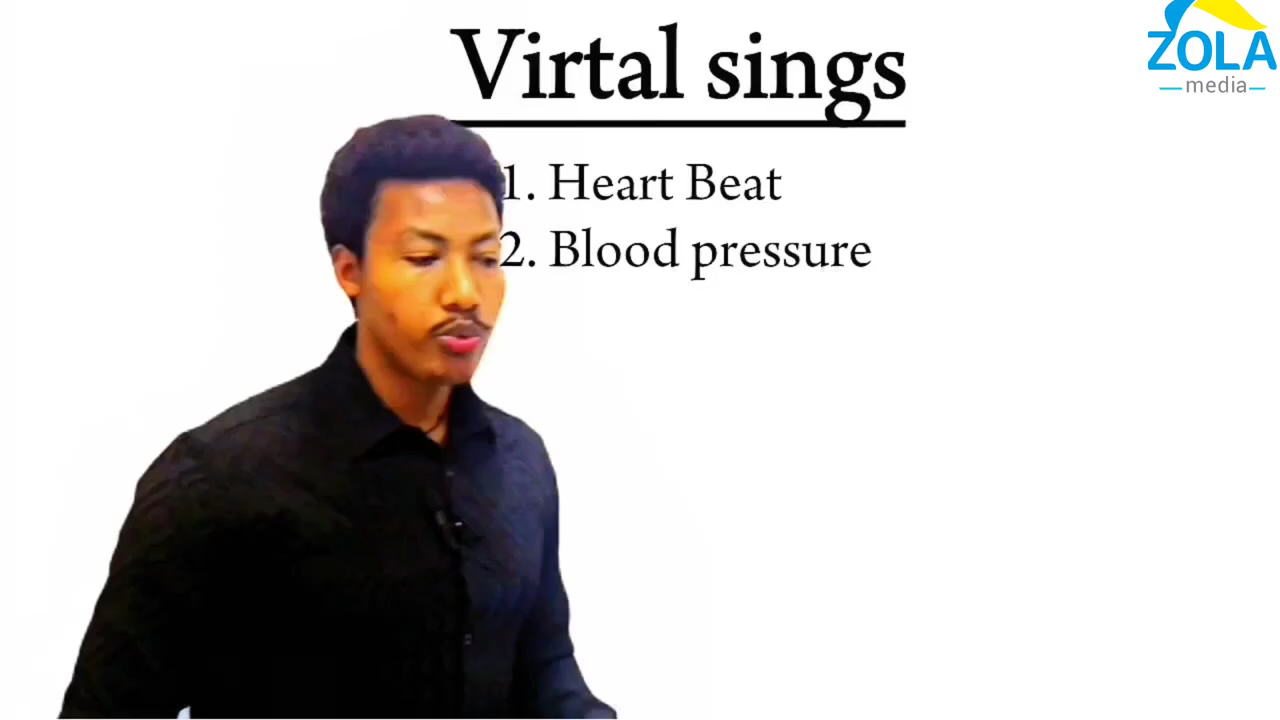 Virtal sings
ZOLA
media
1. Heart Beat
2. Blood pressure